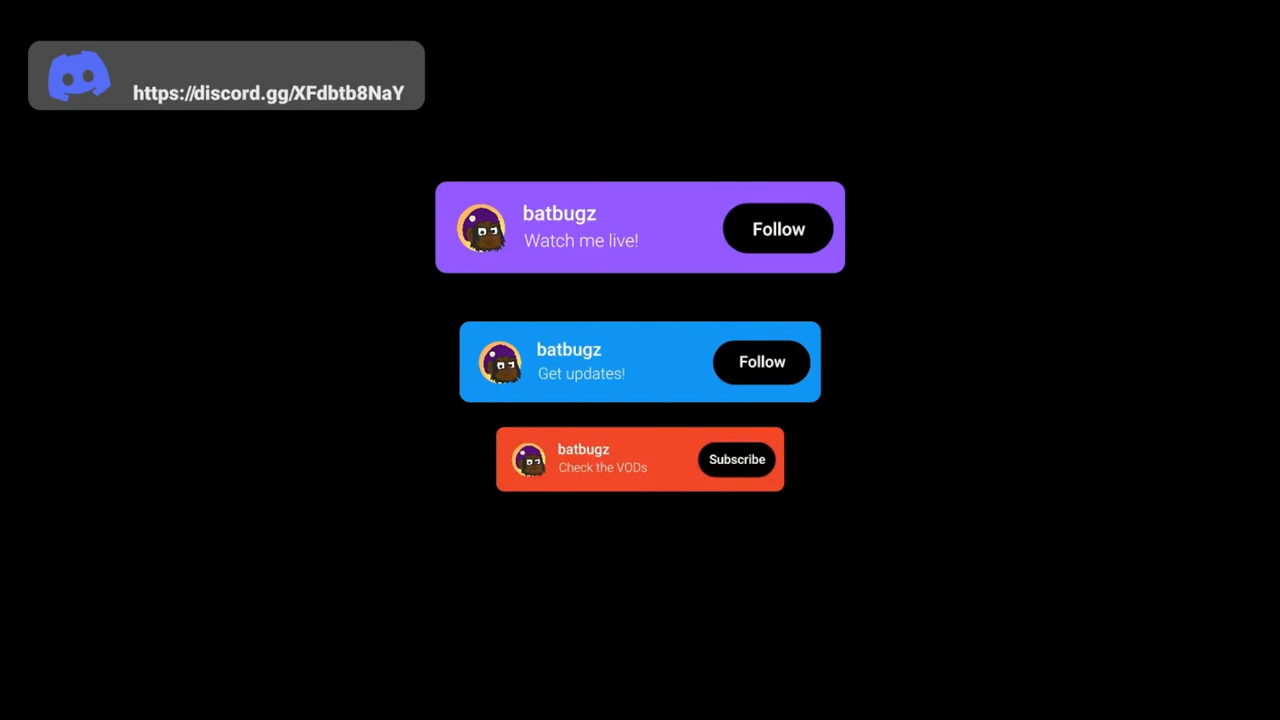 https://discord.gg/XFdbtb8NaY
batbugz
Watch me live!
Follow
batbugz
Get updates!
Follow
batbugz
Check the VODs
Subscribe